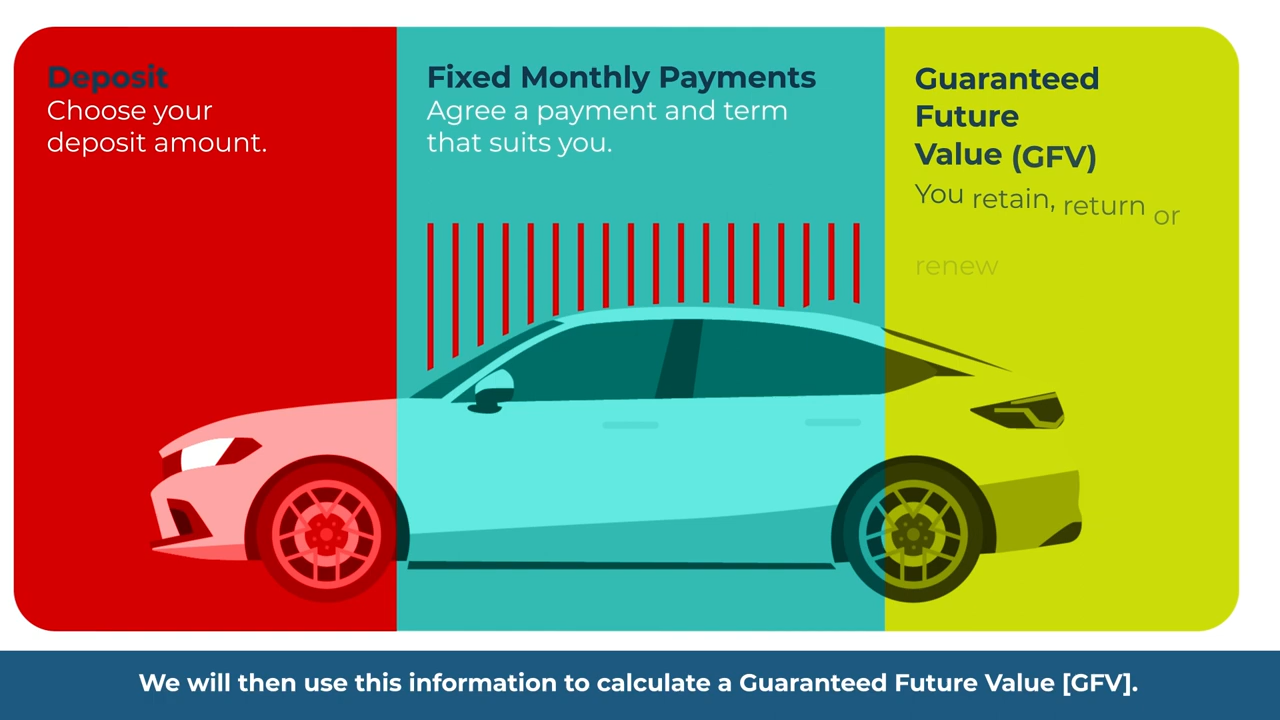 Deposit
Choose your
deposit amount.
Fixed Monthly Payments
Agree a payment and term
that suits you.
Guaranteed
Future
Value (GFV)
You retain, return or
renew
We will then use this information to calculate a Guaranteed Future Value [GFV].